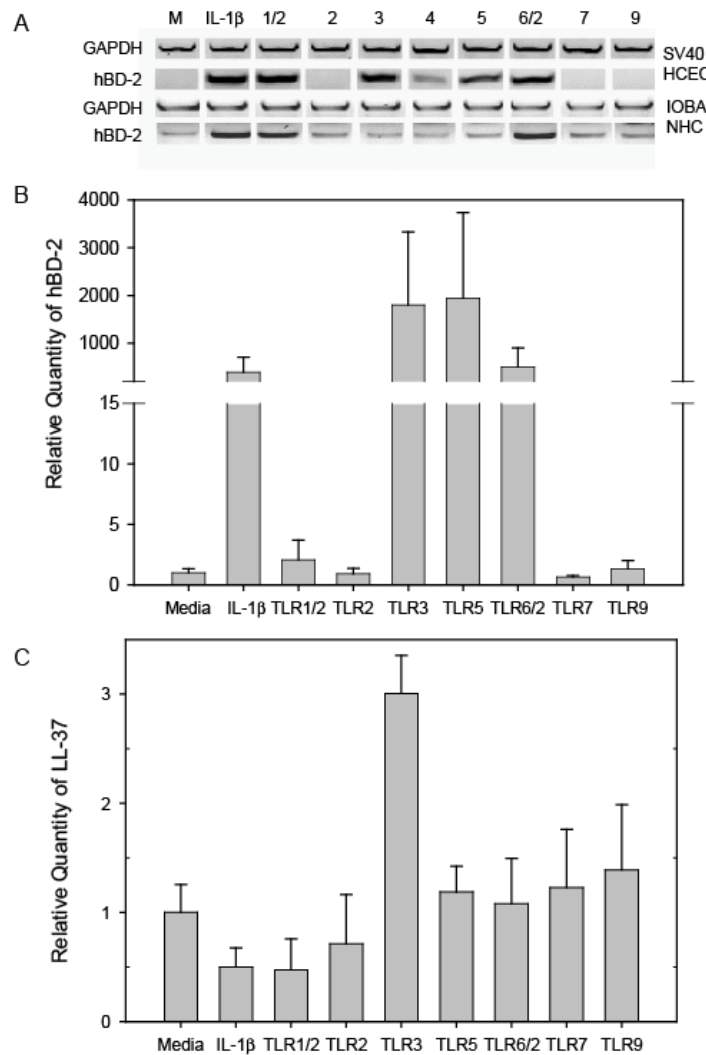 A
M IL-1β 1/2 2 3 4 5 6/2 7 9
GAPDH
hBD-2
SV40
HCEC
GAPDH
hBD-2
IOBA
NHC
B
Relative Quantity of hBD-2
4000
3000
2000
1000
15
10
5
0
Media IL-1β TLR1/2 TLR2 TLR3 TLR5 TLR6/2 TLR7 TLR9
C
Relative Quantity of LL-37
3
2
1
0
Media IL-1β TLR1/2 TLR2 TLR3 TLR5 TLR6/2 TLR7 TLR9